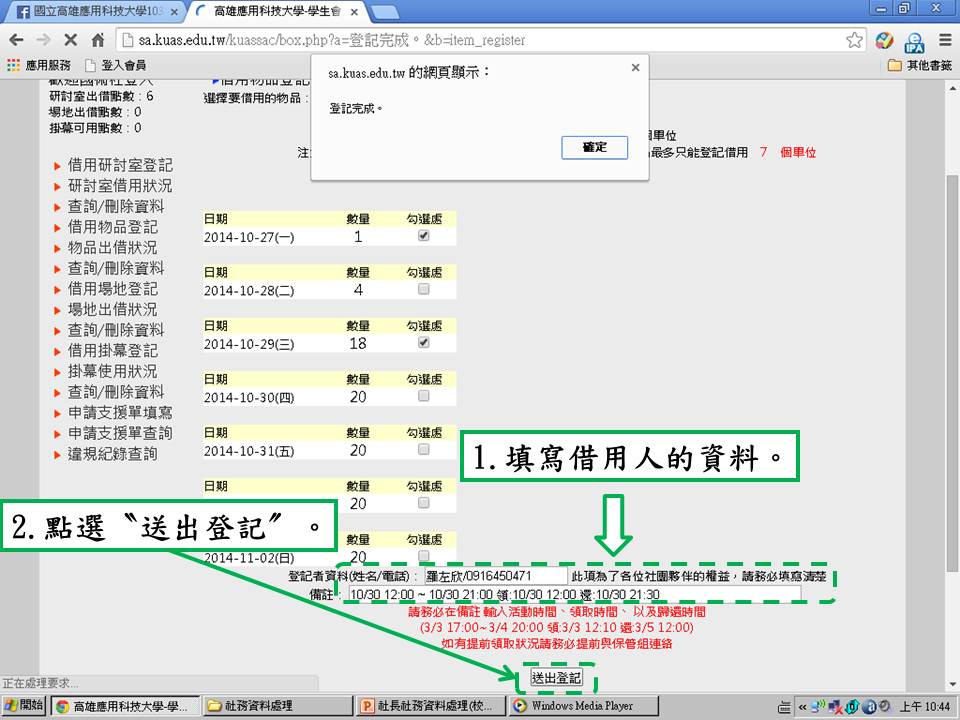 國立高雄應用科技大學103
高雄應用科技大學-學生會
sa.kuas.edu.tw/kuassac/box.php?a=登記完成。&b=item_register
應用服務 登入會員 其他書籤
研討室出借點數:6
場地出借點數:0
掛幕可用點數:0
借用研討室登記
研討室借用狀況
查詢/刪除資料
借用物品登記
物品出借狀況
查詢/刪除資料
借用場地登記
場地出借狀況
查詢/刪除資料
借用掛幕登記
掛幕使用狀況
查詢/刪除資料
申請支援單填寫
申請支援單查詢
違規紀錄查詢
借用物品登記
選擇要借用的物品:
sa.kuas.edu.tw 的網頁顯示:
登記完成。
確定
個單位
最多只能登記借用 7 個單位
日期 數量 勾選處
2014-10-27(一) 1
日期 數量 勾選處
2014-10-28(二) 4
日期 數量 勾選處
2014-10-29(三) 18
日期 數量 勾選處
2014-10-30(四) 20
日期 數量 勾選處
2014-10-31(五) 20
日期 數量 勾選處
20
數量 勾選處
2014-11-02(日) 20
1.填寫借用人的資料。
2.點選〝送出登記〞。
登記者資料(姓名/電話): 羅左欣/0916450471 此項為了各位社團夥伴的權益,請務必填寫清楚
備註: 10/30 12:00 ~ 10/30 21:00 領:10/30 12:00 還:10/30 21:30
請務必在備註 輸入活動時間、領取時間、 以及歸還時間
(3/3 17:00~3/4 20:00 領:3/3 12:10 還:3/5 12:00)
如有提前領取狀況請務必提前與保管組連絡
送出登記
正在處理要求...
開始 高雄應用科技大學-學... 社務資料處理 社長社務資料處理(校... Windows Media Player 上午 10:44